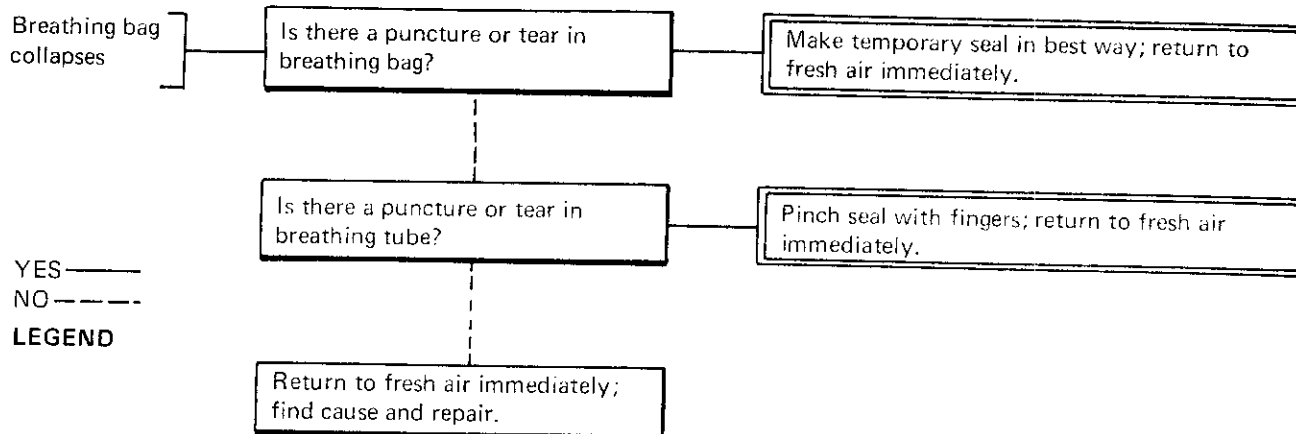 Breathing bag
collapses
Is there a puncture or tear in
breathing bag?
Make temporary seal in best way; return to
fresh air immediately.
Is there a puncture or tear in
breathing tube?
Pinch seal with fingers; return to fresh air
immediately.
YES
NO
LEGEND
Return to fresh air immediately;
find cause and repair.